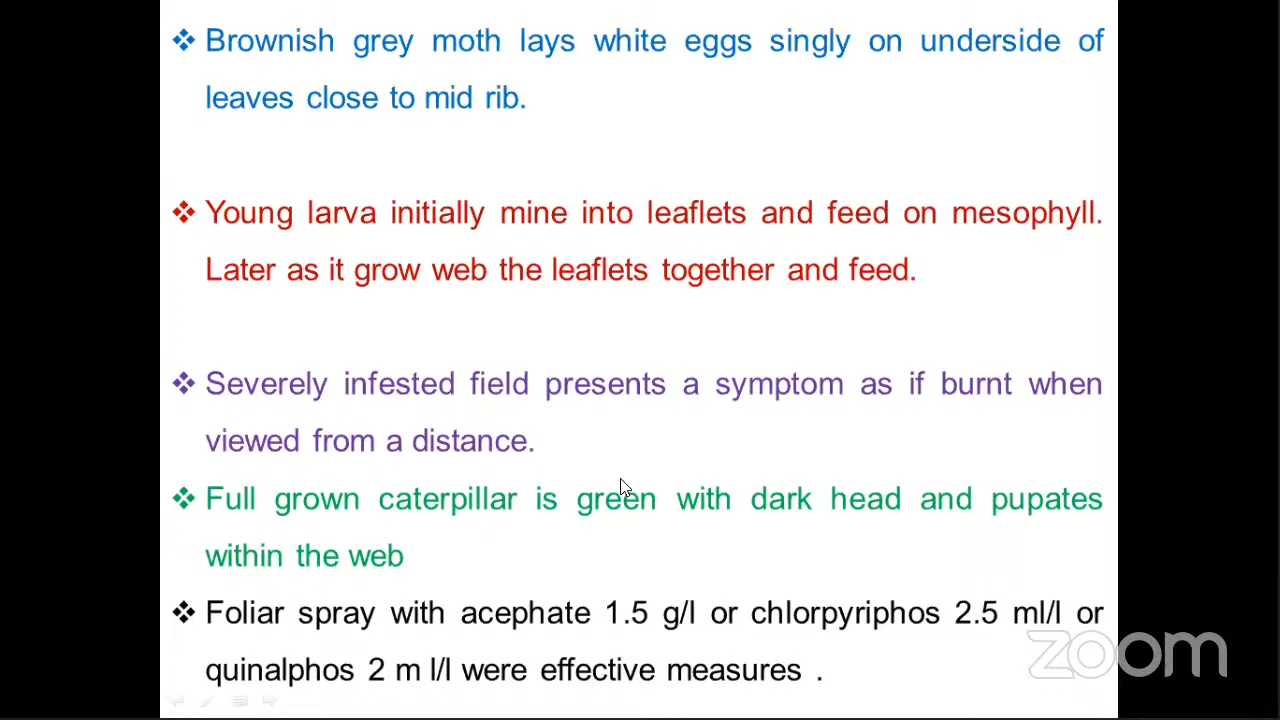 ❖ Brownish grey moth lays white eggs singly on underside of
leaves close to mid rib.
❖ Young larva initially mine into leaflets and feed on mesophyll.
Later as it grow web the leaflets together and feed.
❖ Severely infested field presents a symptom as if burnt when
viewed from a distance.
❖ Full grown caterpillar is green with dark head and pupates
within the web
❖ Foliar spray with acephate 1.5 g/l or chlorpyriphos 2.5 ml/l or
quinalphos 2 m l/l were effective measures .
zoom